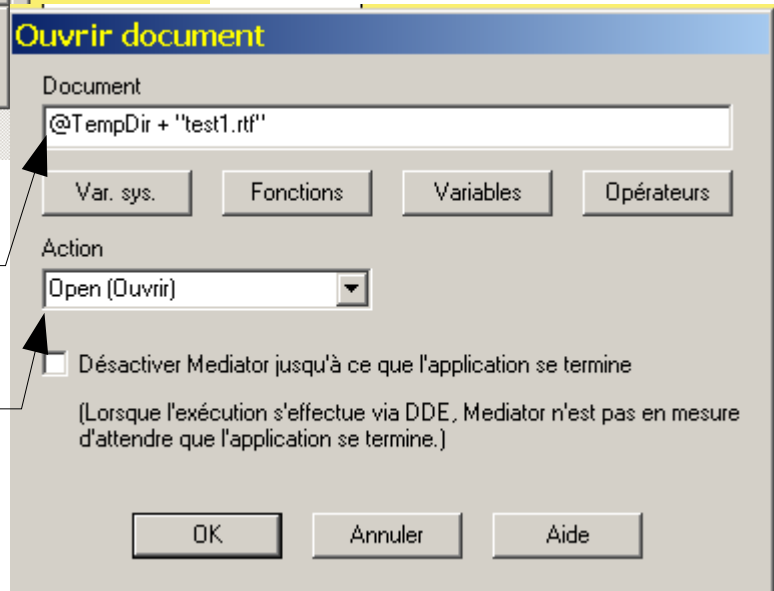 Ouvrir document
Document
@TempDir + "test1.rtf"
Var. sys. Fonctions Variables Opérateurs
Action
Open (Ouvrir)
Désactiver Mediator jusqu'à ce que l'application se termine
(Lorsque l'exécution s'effectue via DDE, Mediator n'est pas en mesure
d'attendre que l'application se termine.)
OK Annuler Aide